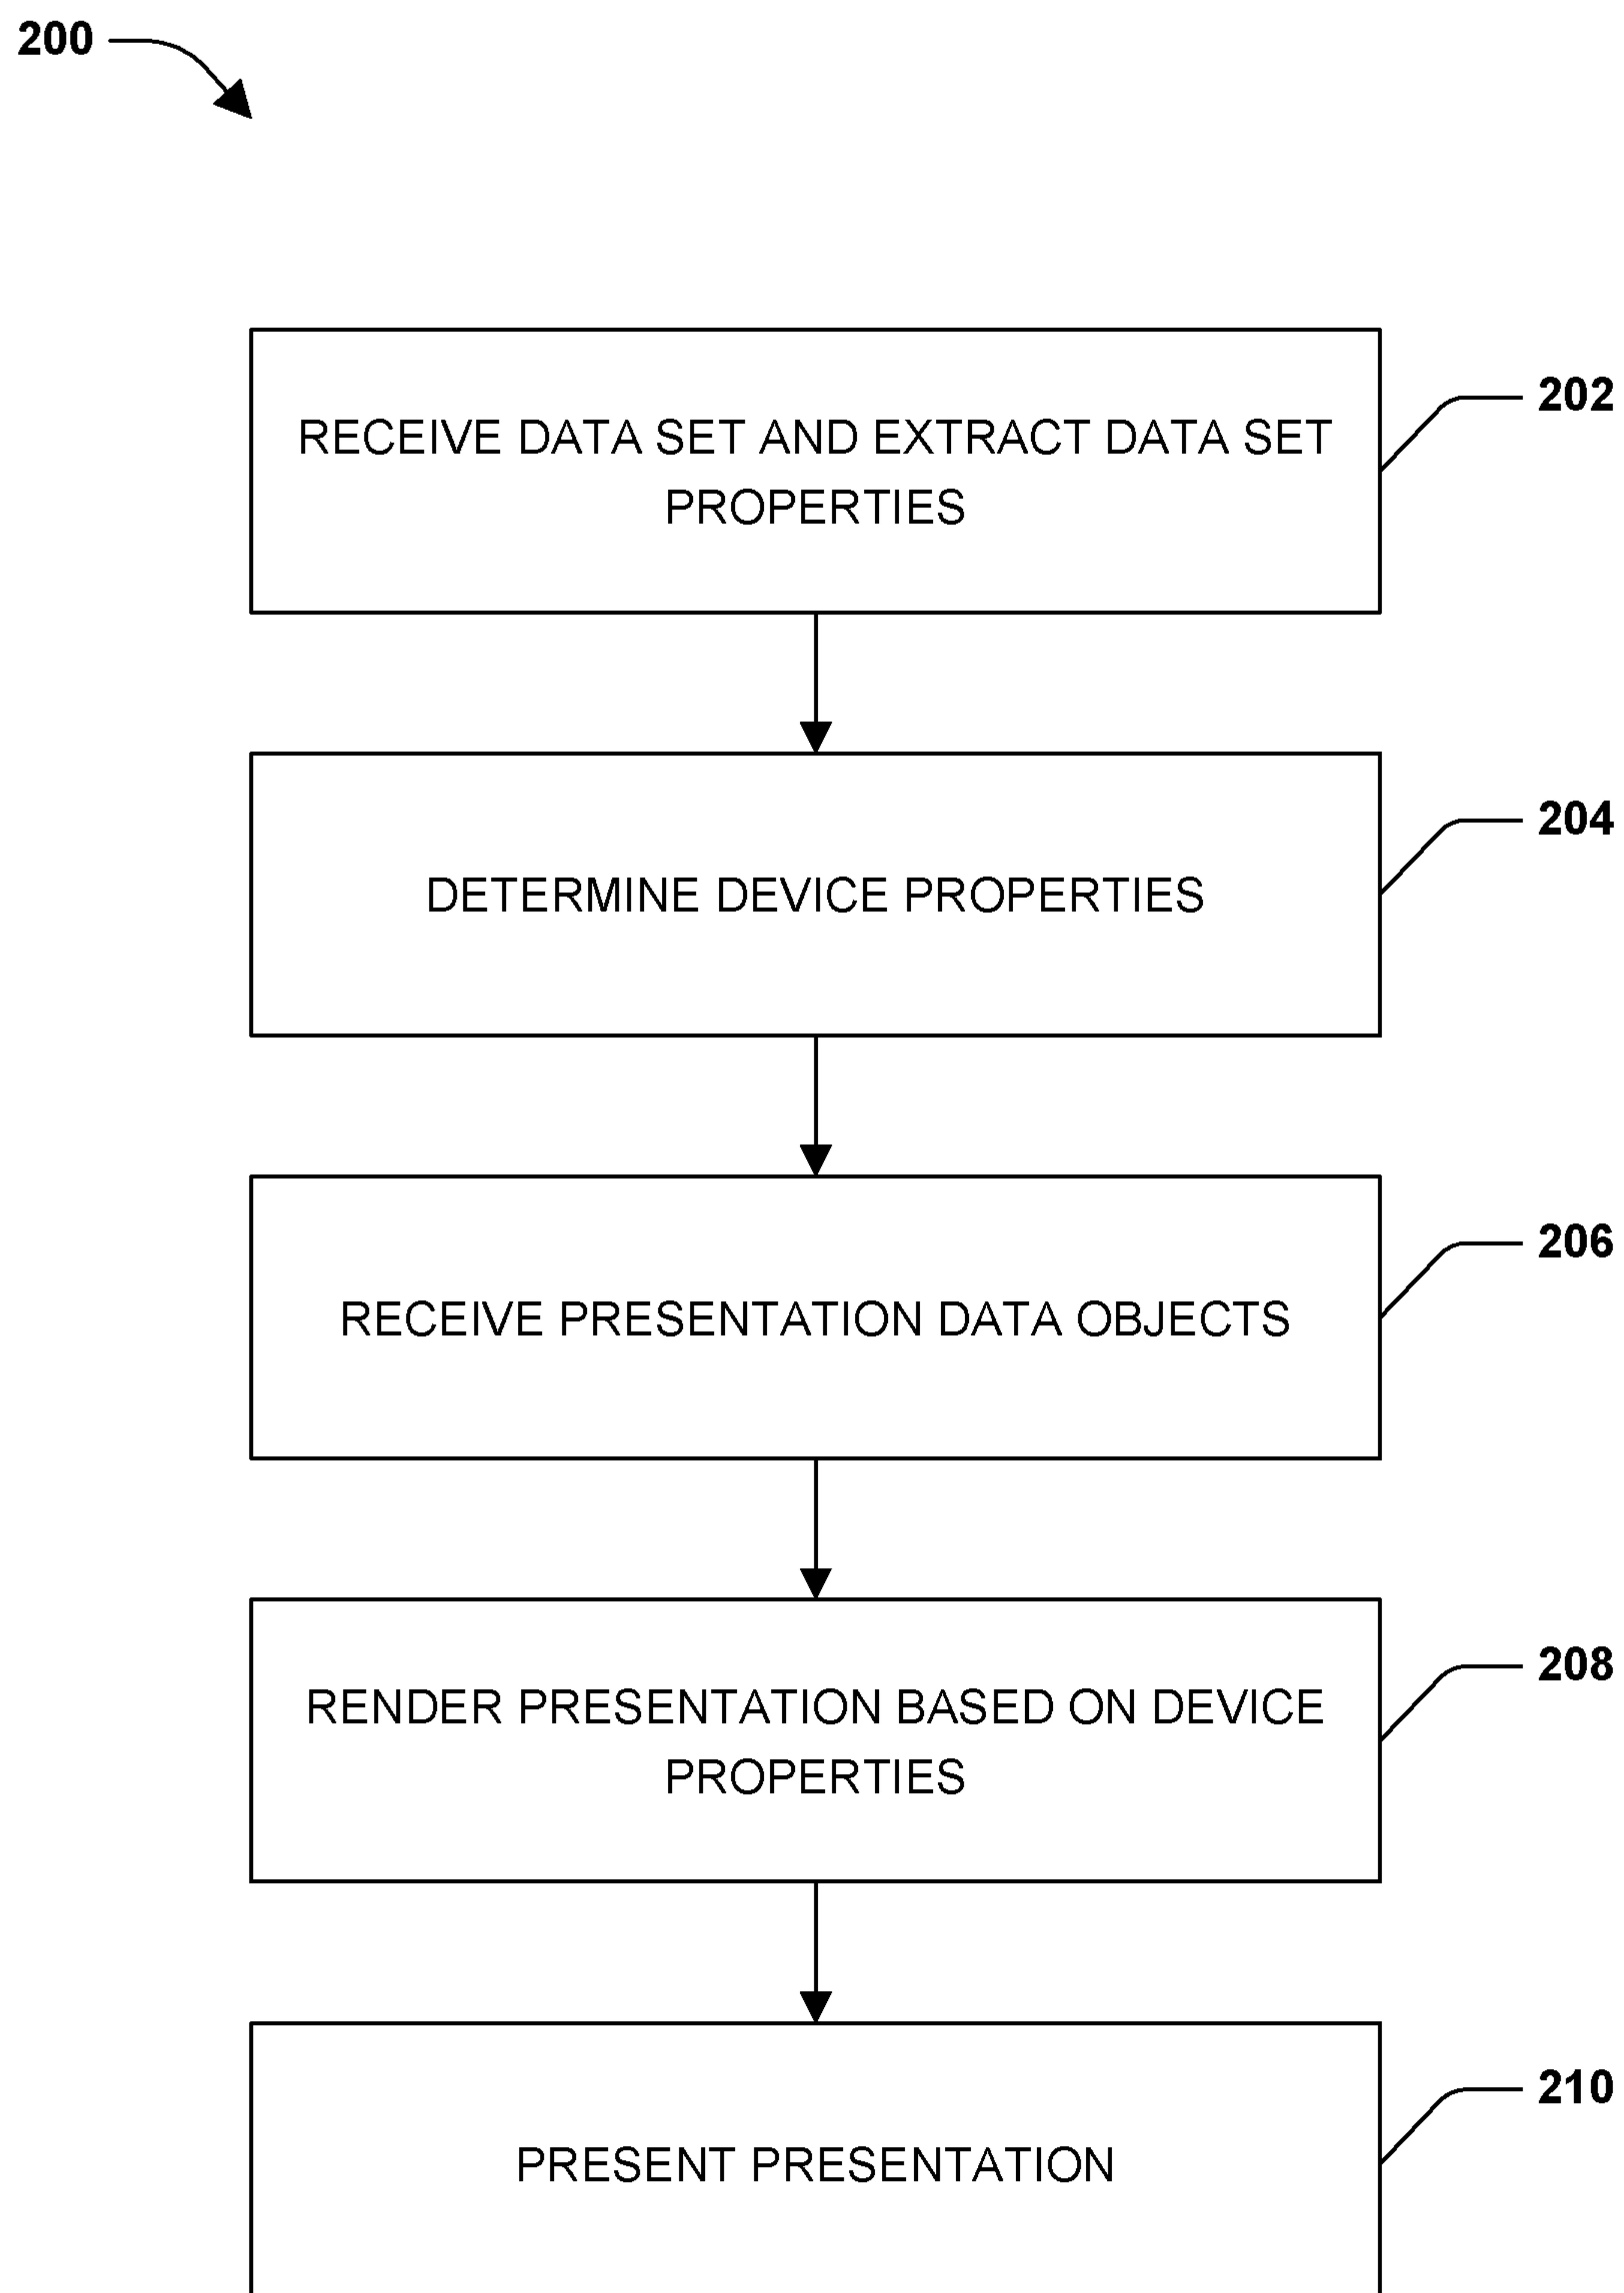 200
RECEIVE DATA SET AND EXTRACT DATA SET
PROPERTIES
202
DETERMINE DEVICE PROPERTIES
204
RECEIVE PRESENTATION DATA OBJECTS
206
RENDER PRESENTATION BASED ON DEVICE
PROPERTIES
208
PRESENT PRESENTATION
210